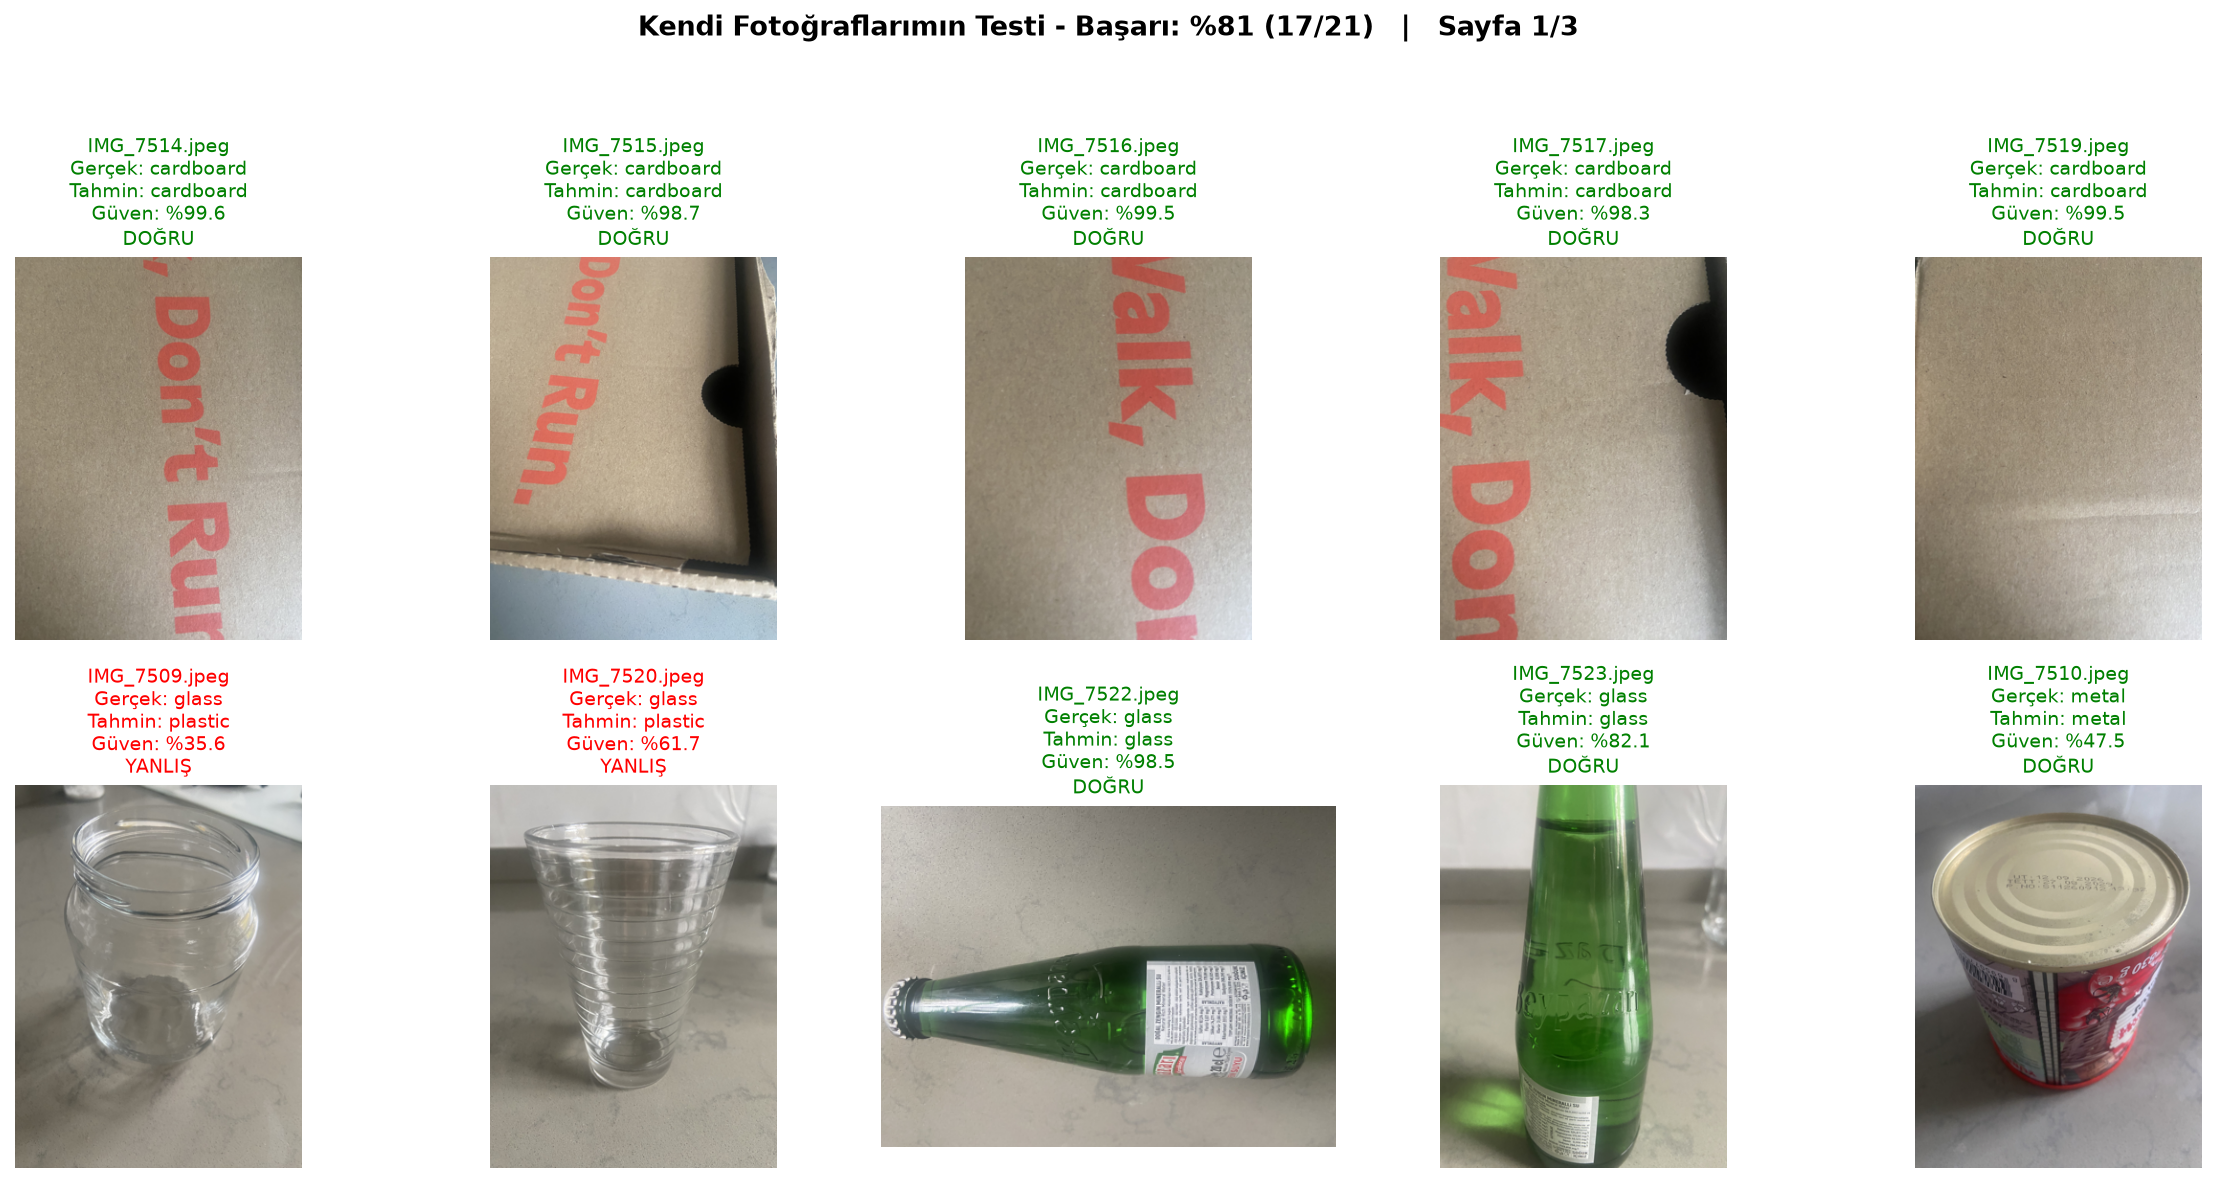 Kendi Fotoğraflarımın Testi - Başarı: %81 (17/21)   |   Sayfa 1/3
IMG_7514.jpeg
Gerçek: cardboard
Tahmin: cardboard
Güven: %99.6
DOĞRU
IMG_7515.jpeg
Gerçek: cardboard
Tahmin: cardboard
Güven: %98.7
DOĞRU
IMG_7516.jpeg
Gerçek: cardboard
Tahmin: cardboard
Güven: %99.5
DOĞRU
IMG_7517.jpeg
Gerçek: cardboard
Tahmin: cardboard
Güven: %98.3
DOĞRU
IMG_7519.jpeg
Gerçek: cardboard
Tahmin: cardboard
Güven: %99.5
DOĞRU
, Don't Run
Don't Run.
Walk, Don
Walk, Don
IMG_7509.jpeg
Gerçek: glass
Tahmin: plastic
Güven: %35.6
YANLIŞ
IMG_7520.jpeg
Gerçek: glass
Tahmin: plastic
Güven: %61.7
YANLIŞ
IMG_7522.jpeg
Gerçek: glass
Tahmin: glass
Güven: %98.5
DOĞRU
IMG_7523.jpeg
Gerçek: glass
Tahmin: glass
Güven: %82.1
DOĞRU
IMG_7510.jpeg
Gerçek: metal
Tahmin: metal
Güven: %47.5
DOĞRU
DOĞAL ZENGİN MİNERALLİ SU